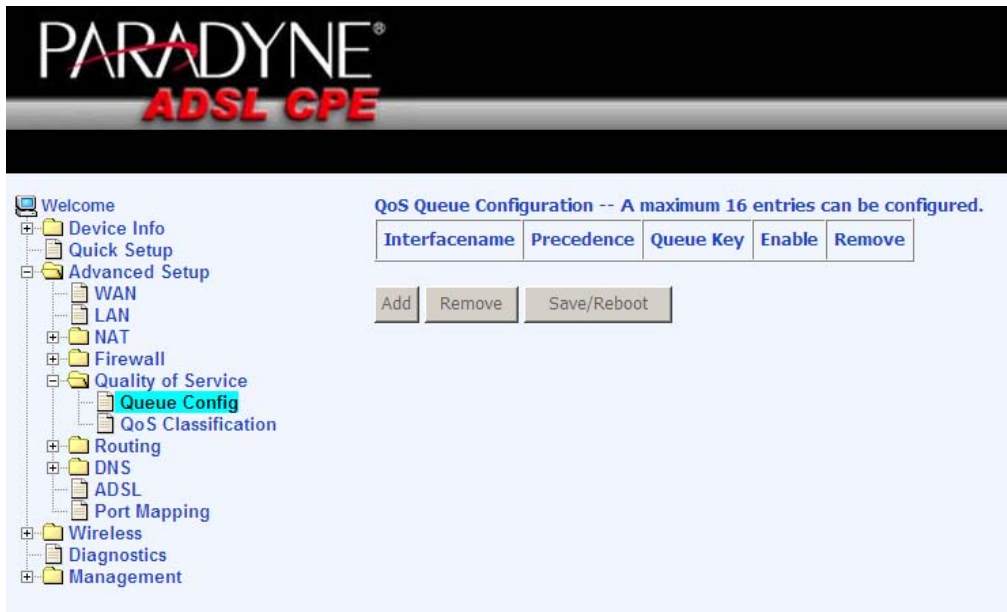 PARADYNE®
ADSL CPE
Welcome
Device Info
Quick Setup
Advanced Setup
WAN
LAN
NAT
Firewall
Quality of Service
Queue Config
QoS Classification
Routing
DNS
ADSL
Port Mapping
Wireless
Diagnostics
Management
QoS Queue Configuration -- A maximum 16 entries can be configured.
Interfacename Precedence Queue Key Enable Remove
Add Remove Save/Reboot